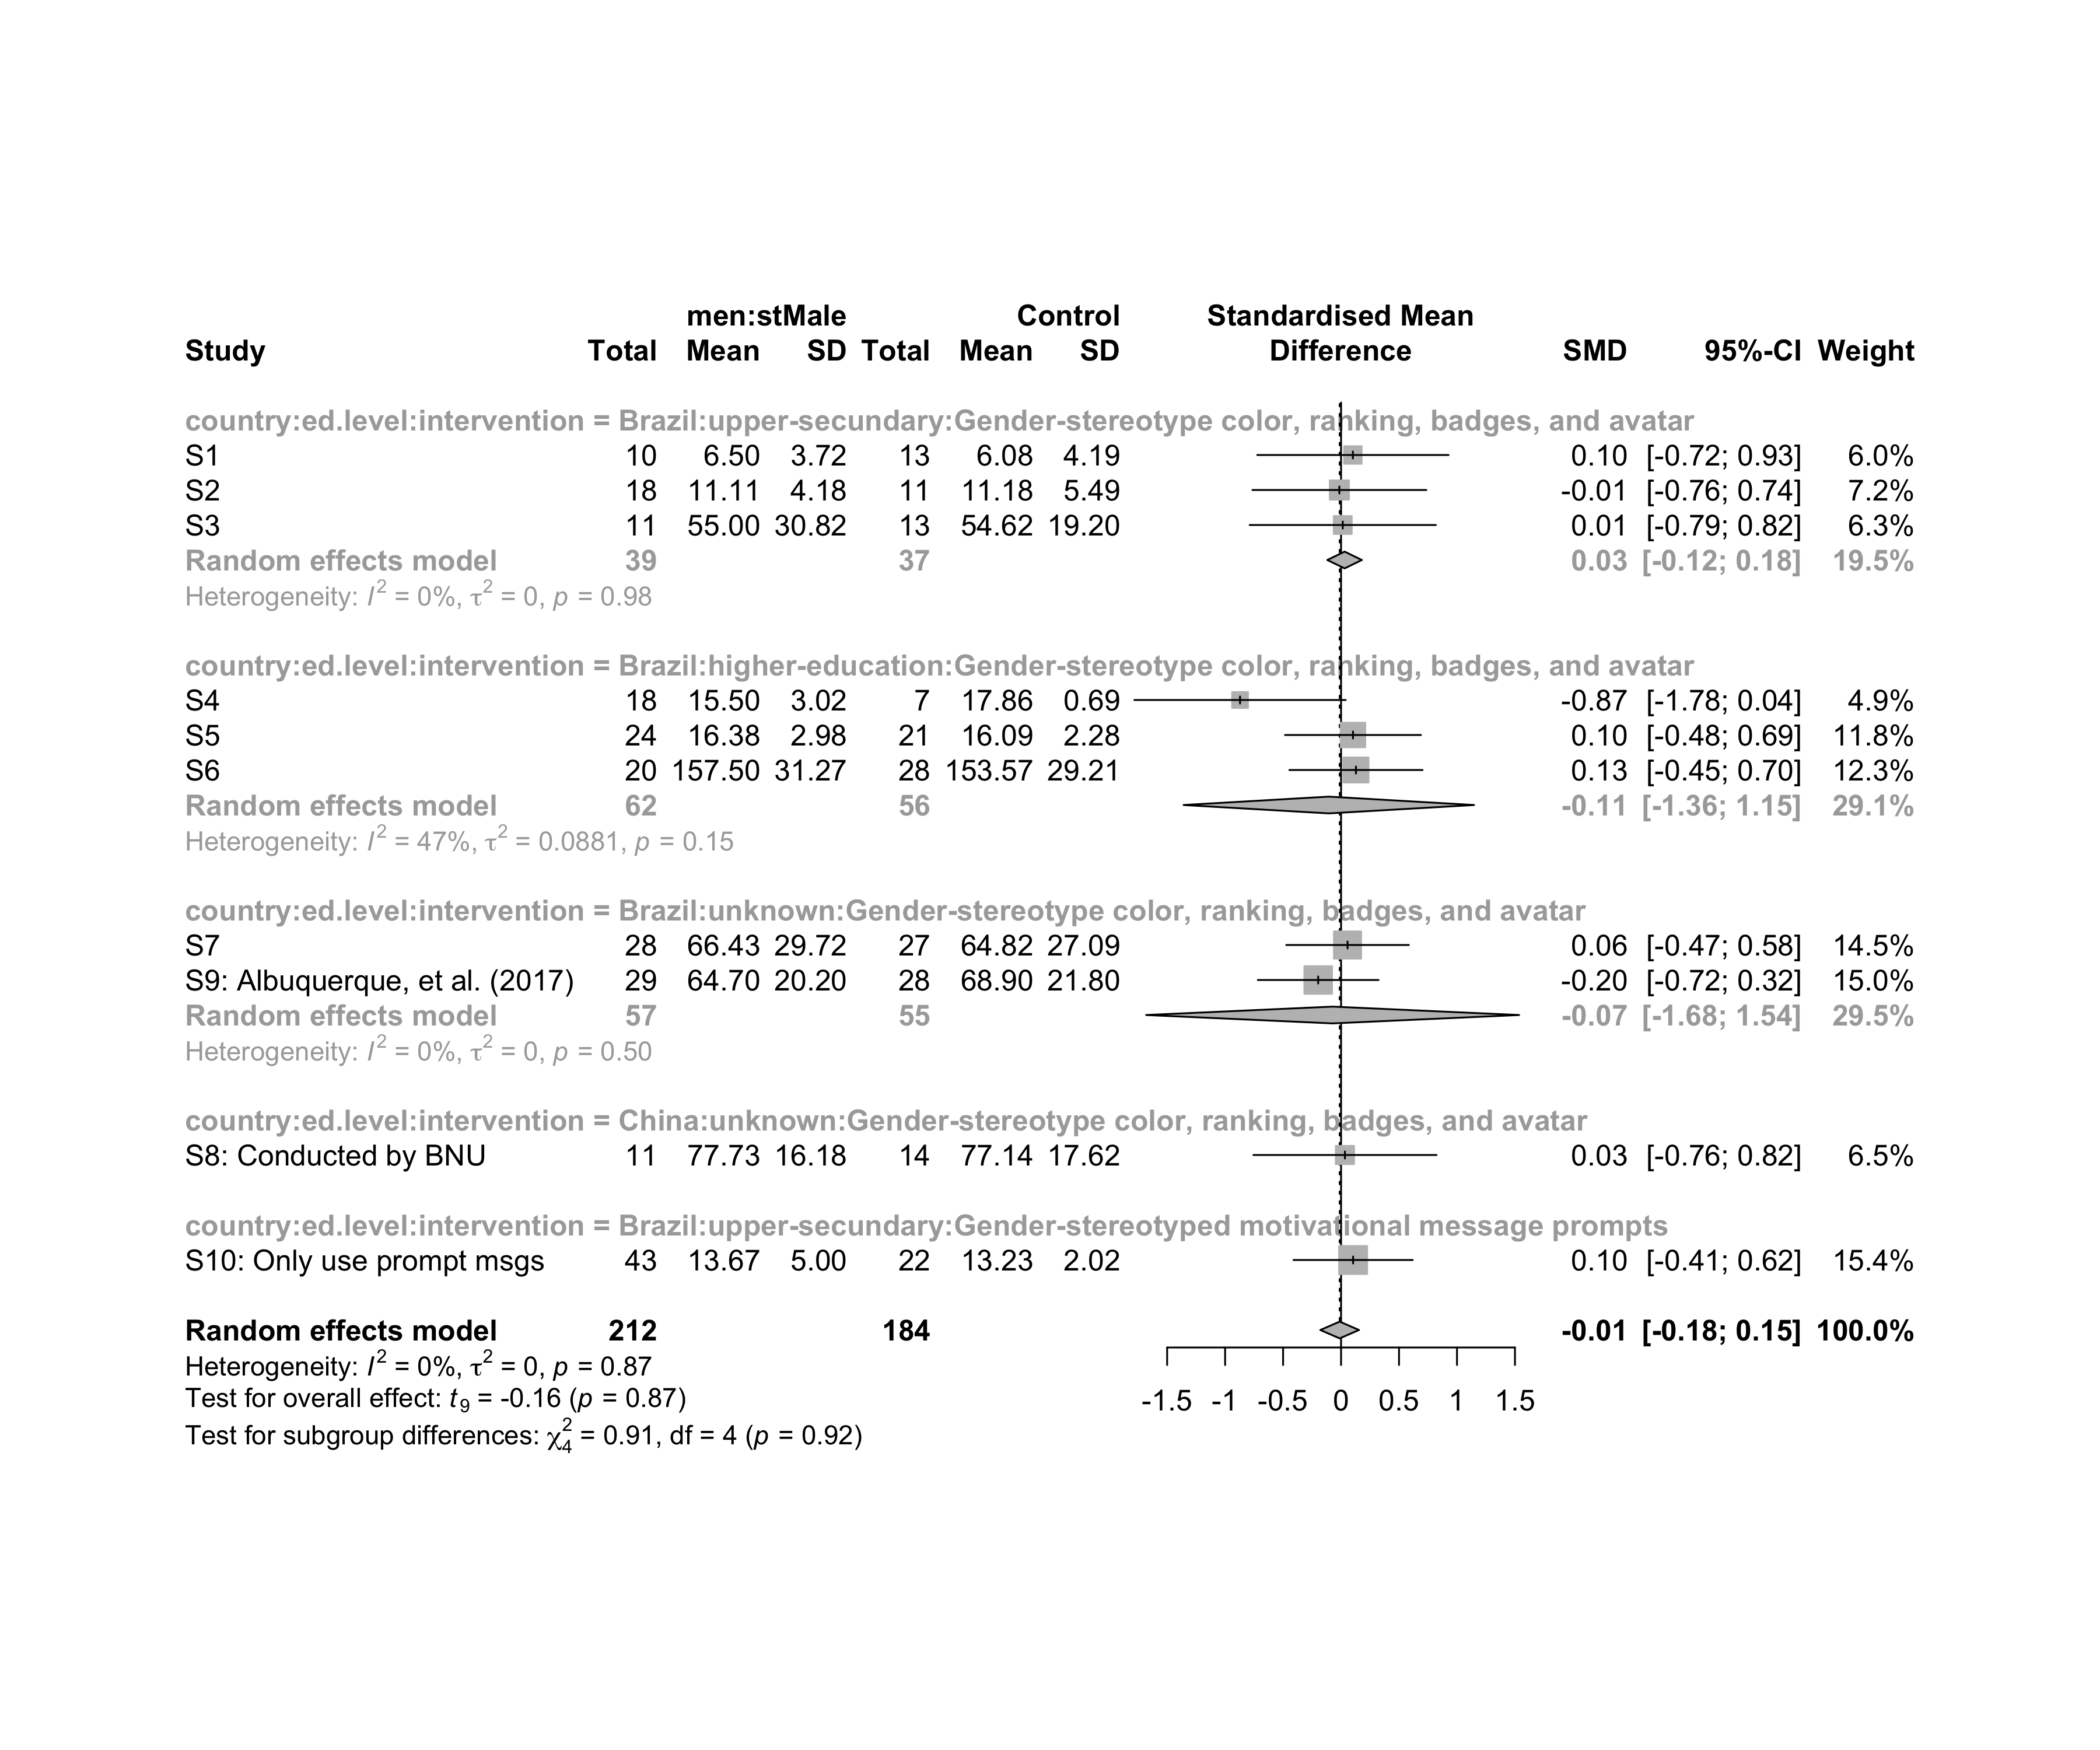 men:stMale Control Standardised Mean
Study Total Mean SD Total Mean SD Difference SMD 95%-CI Weight
country:ed.level:intervention = Brazil:upper-secundary:Gender-stereotype color, ranking, badges, and avatar
S1 10 6.50 3.72 13 6.08 4.19 0.10 [-0.72; 0.93] 6.0%
S2 18 11.11 4.18 11 11.18 5.49 -0.01 [-0.76; 0.74] 7.2%
S3 11 55.00 30.82 13 54.62 19.20 0.01 [-0.79; 0.82] 6.3%
Random effects model 39 37 0.03 [-0.12; 0.18] 19.5%
Heterogeneity: I² = 0%, τ² = 0, p = 0.98
country:ed.level:intervention = Brazil:higher-education:Gender-stereotype color, ranking, badges, and avatar
S4 18 15.50 3.02 7 17.86 0.69 -0.87 [-1.78; 0.04] 4.9%
S5 24 16.38 2.98 21 16.09 2.28 0.10 [-0.48; 0.69] 11.8%
S6 20 157.50 31.27 28 153.57 29.21 0.13 [-0.45; 0.70] 12.3%
Random effects model 62 56 -0.11 [-1.36; 1.15] 29.1%
Heterogeneity: I² = 47%, τ² = 0.0881, p = 0.15
country:ed.level:intervention = Brazil:unknown:Gender-stereotype color, ranking, badges, and avatar
S7 28 66.43 29.72 27 64.82 27.09 0.06 [-0.47; 0.58] 14.5%
S9: Albuquerque, et al. (2017) 29 64.70 20.20 28 68.90 21.80 -0.20 [-0.72; 0.32] 15.0%
Random effects model 57 55 -0.07 [-1.68; 1.54] 29.5%
Heterogeneity: I² = 0%, τ² = 0, p = 0.50
country:ed.level:intervention = China:unknown:Gender-stereotype color, ranking, badges, and avatar
S8: Conducted by BNU 11 77.73 16.18 14 77.14 17.62 0.03 [-0.76; 0.82] 6.5%
country:ed.level:intervention = Brazil:upper-secundary:Gender-stereotyped motivational message prompts
S10: Only use prompt msgs 43 13.67 5.00 22 13.23 2.02 0.10 [-0.41; 0.62] 15.4%
Random effects model 212 184 -0.01 [-0.18; 0.15] 100.0%
Heterogeneity: I² = 0%, τ² = 0, p = 0.87
Test for overall effect: t₉ = -0.16 (p = 0.87)
-1.5 -1 -0.5 0 0.5 1 1.5
Test for subgroup differences: χ²₄ = 0.91, df = 4 (p = 0.92)